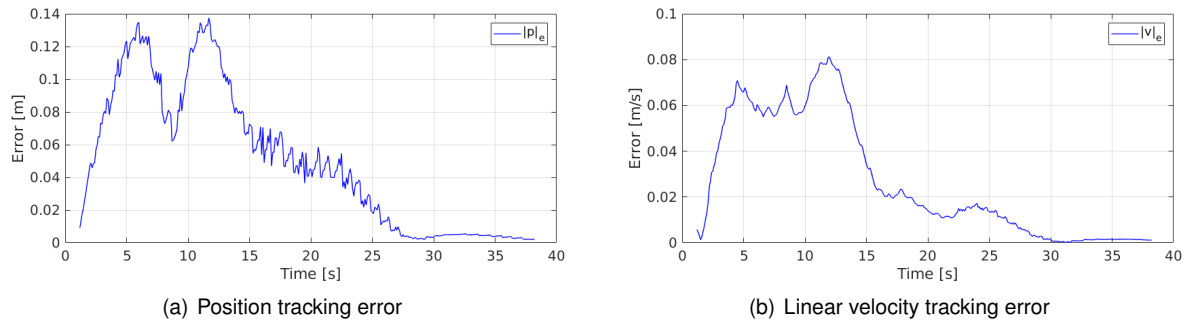 0.14
0.12
0.1
0.08
0.06
0.04
0.02
0
Error [m]
|p|e
0 5 10 15 20 25 30 35 40
Time [s]
(a) Position tracking error
0.1
0.08
0.06
0.04
0.02
0
Error [m/s]
|v|e
0 5 10 15 20 25 30 35 40
Time [s]
(b) Linear velocity tracking error